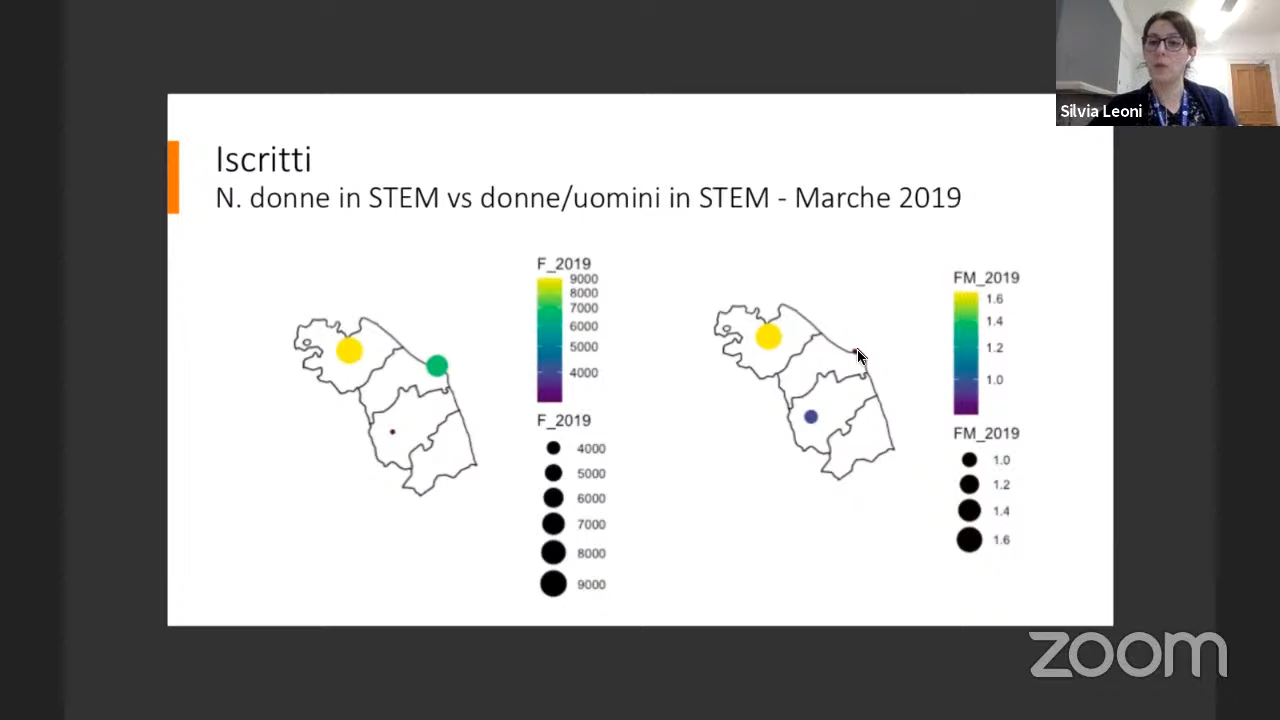 Silvia Leoni
Iscritti
N. donne in STEM vs donne/uomini in STEM - Marche 2019
F_2019
9000
8000
7000
6000
5000
4000
F_2019
4000
5000
6000
7000
8000
9000
FM_2019
1.6
1.4
1.2
1.0
FM_2019
1.0
1.2
1.4
1.6
zoom